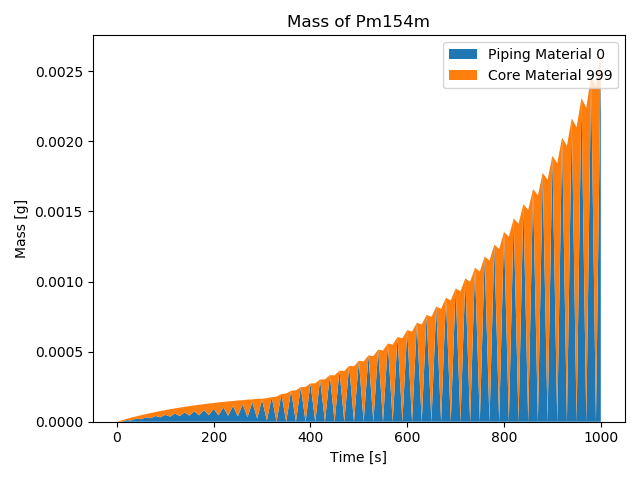 Mass of Pm154m
Piping Material 0
Core Material 999
0.0025
0.0020
0.0015
0.0010
0.0005
0.0000
Mass [g]
0 200 400 600 800 1000
Time [s]